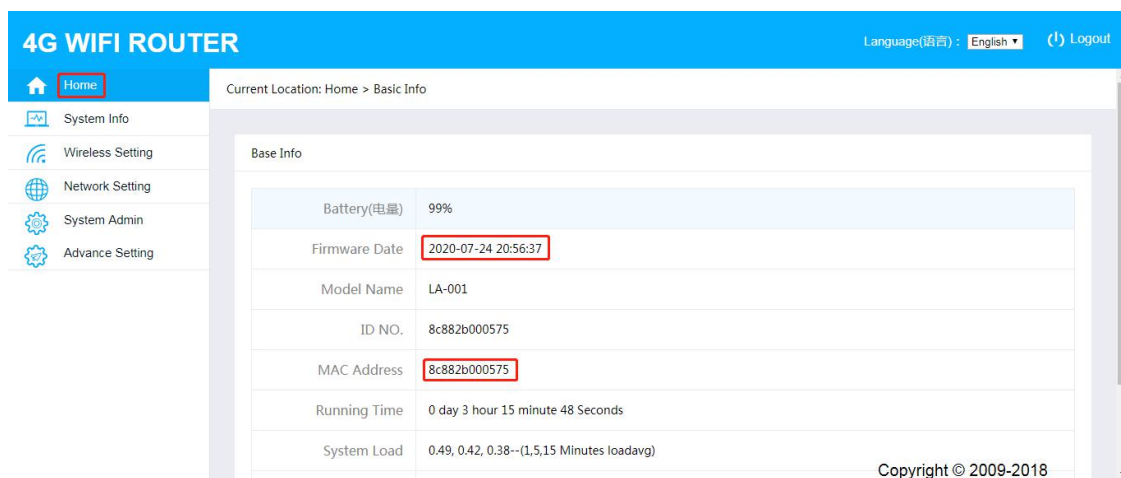 4G WIFI ROUTER
Language(语言) : English
Logout
Home
System Info
Wireless Setting
Network Setting
System Admin
Advance Setting
Current Location: Home > Basic Info
Base Info
Battery(电量) 99%
Firmware Date 2020-07-24 20:56:37
Model Name LA-001
ID NO. 8c882b000575
MAC Address 8c882b000575
Running Time 0 day 3 hour 15 minute 48 Seconds
System Load 0.49, 0.42, 0.38--(1,5,15 Minutes loadavg)
Copyright © 2009-2018